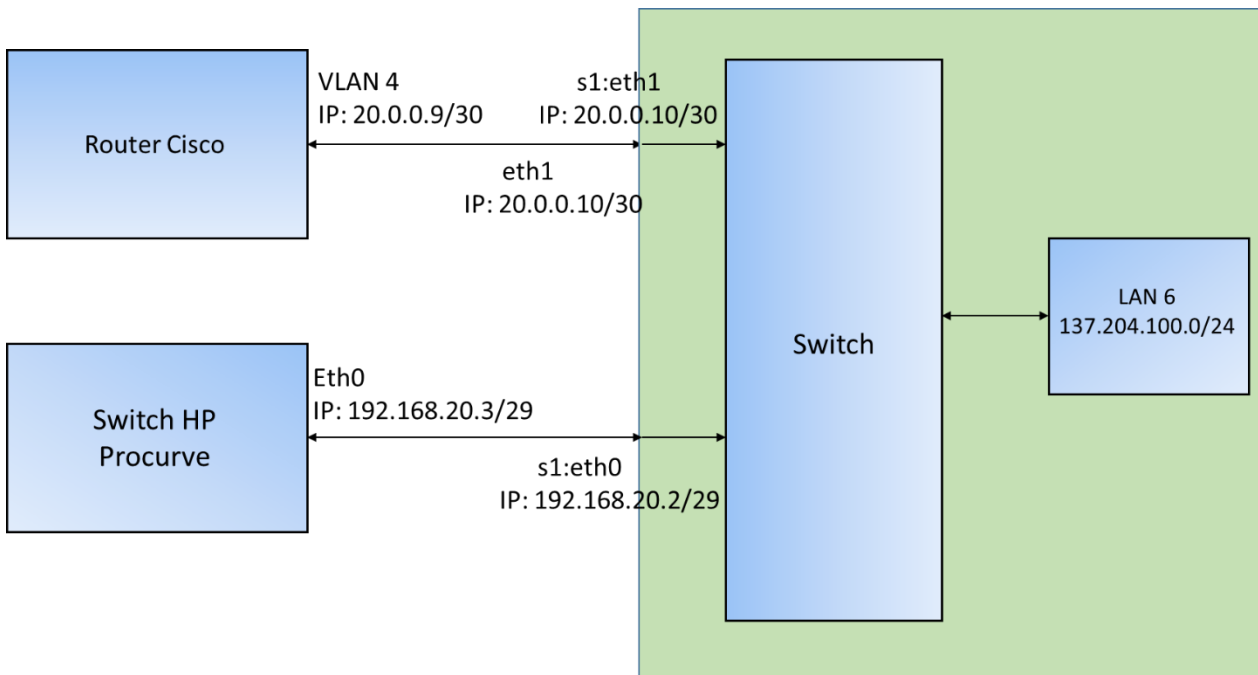 Router Cisco
VLAN 4
IP: 20.0.0.9/30
s1:eth1
IP: 20.0.0.10/30
eth1
IP: 20.0.0.10/30
Switch
LAN 6
137.204.100.0/24
Switch HP
Procurve
Eth0
IP: 192.168.20.3/29
s1:eth0
IP: 192.168.20.2/29